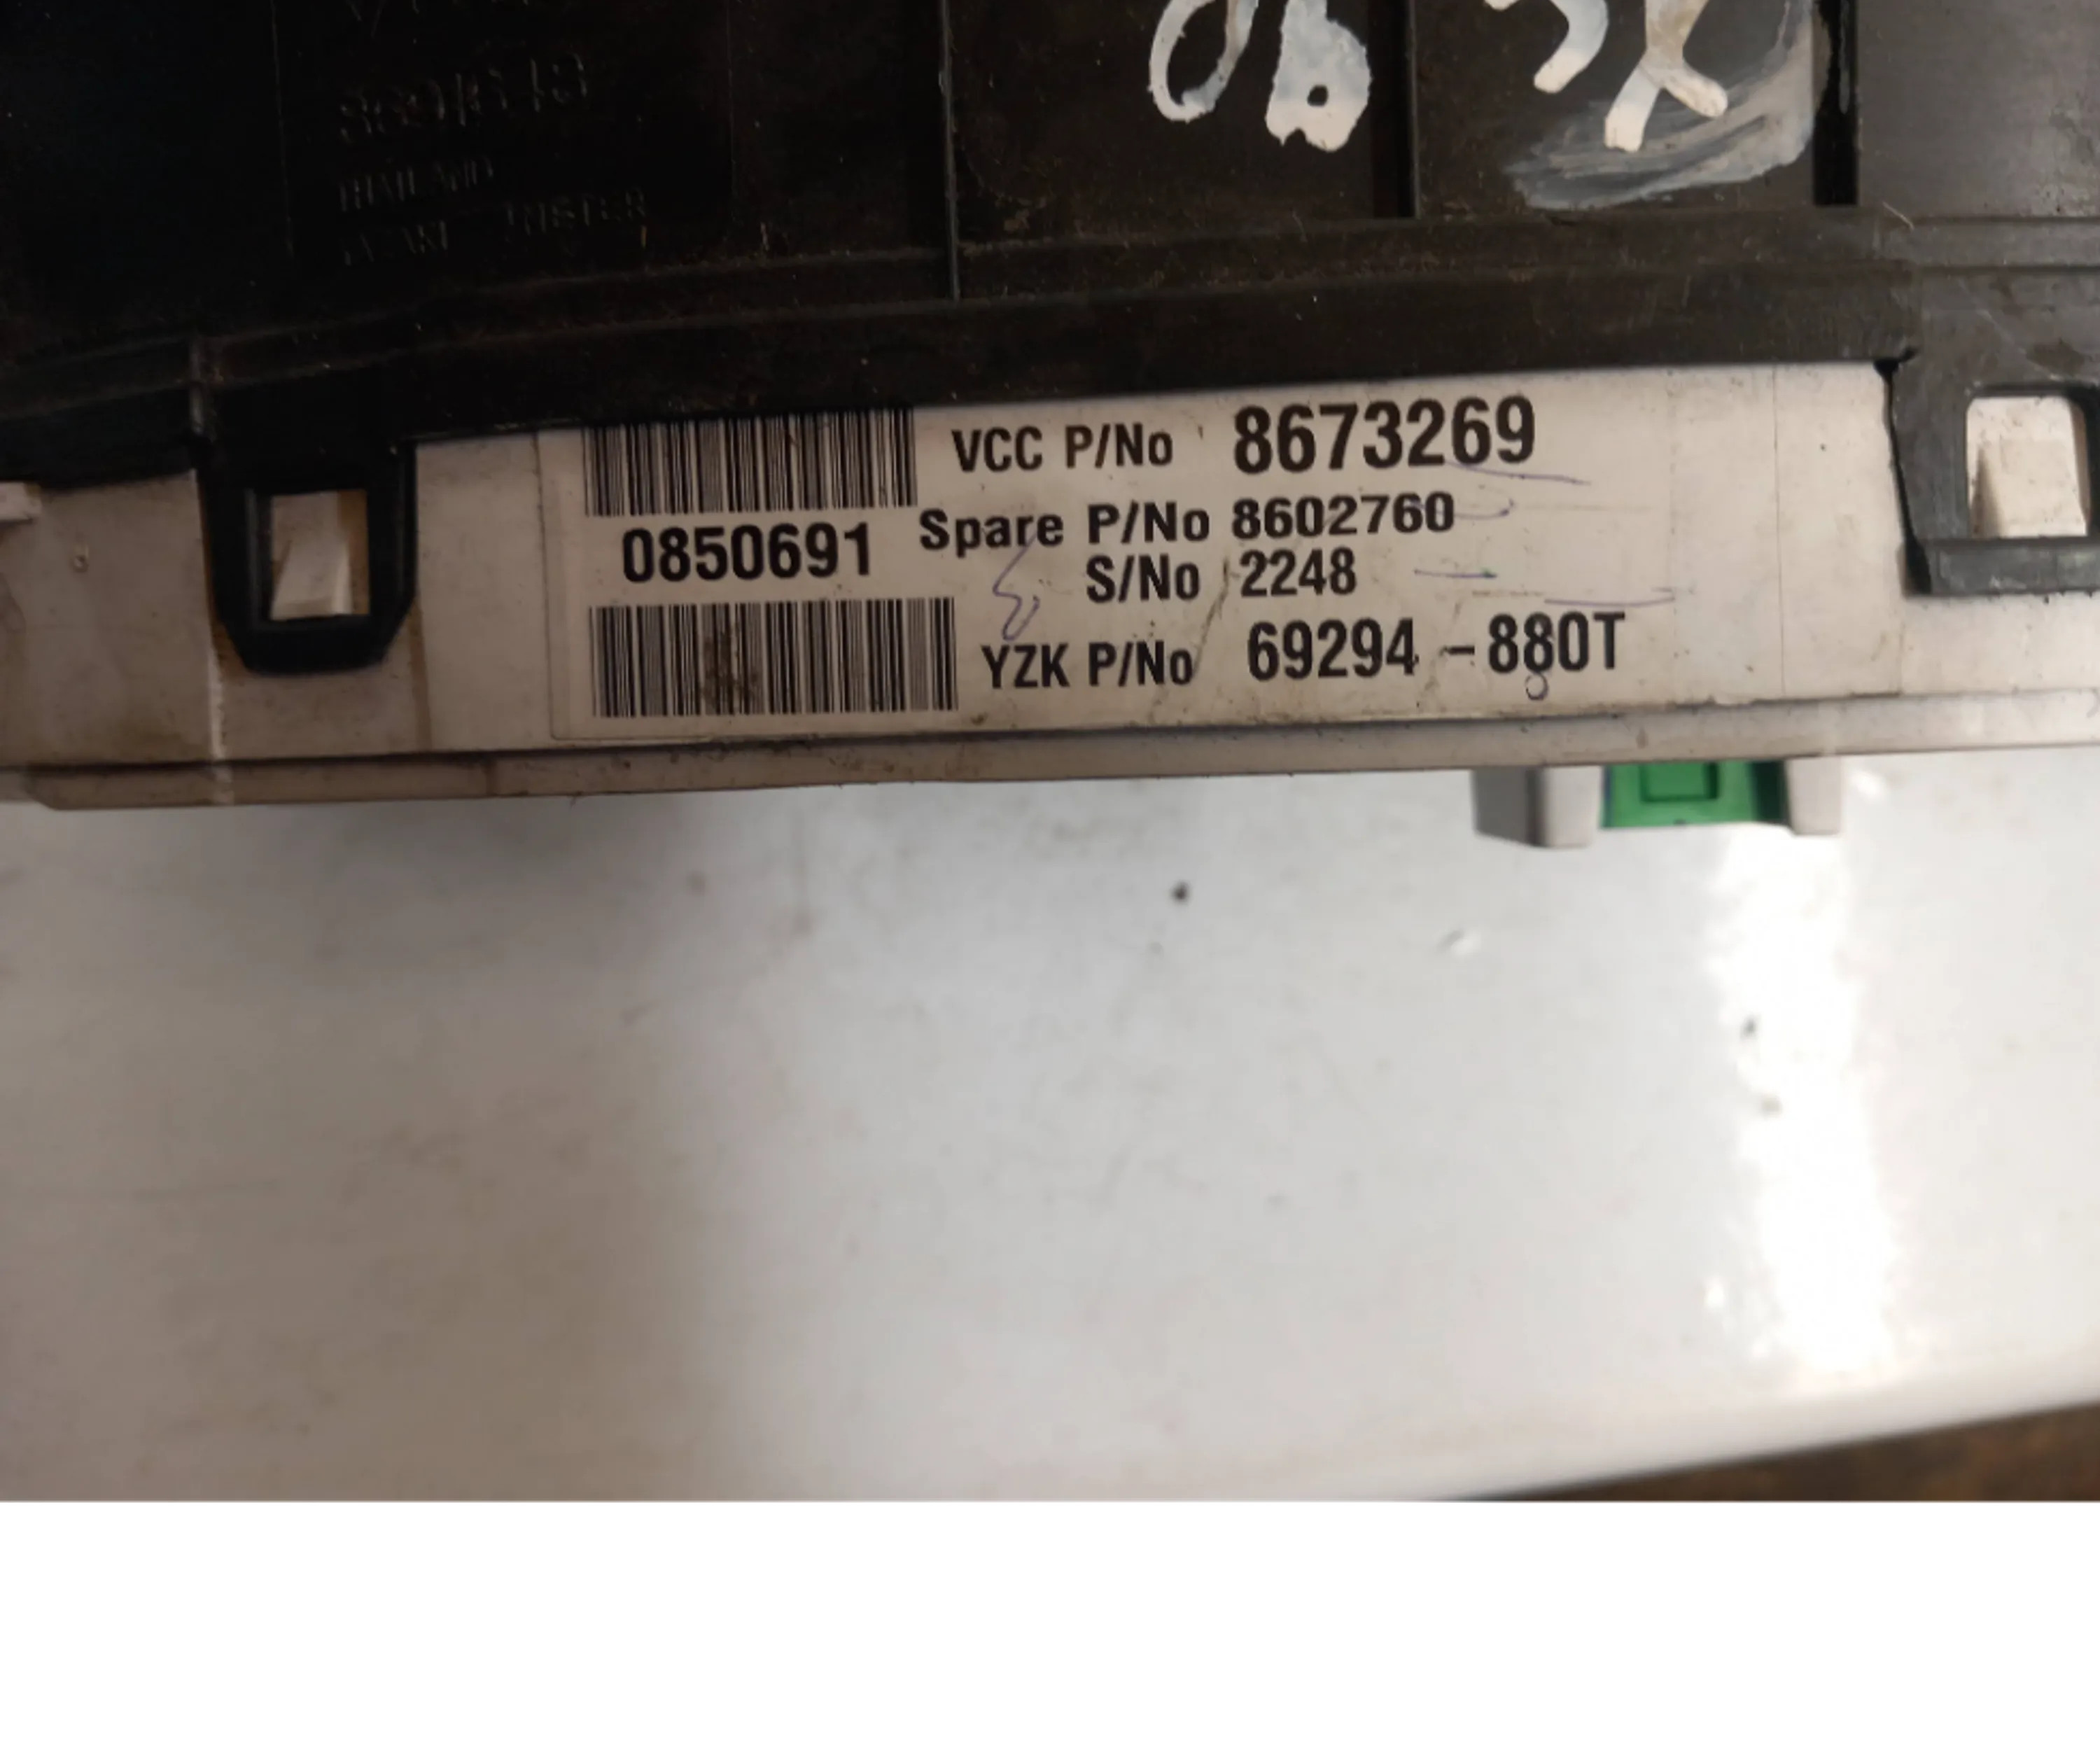 VCC P/No 8673269
0850691 Spare P/No 8602760
S/No 2248
YZK P/No 69294-880T